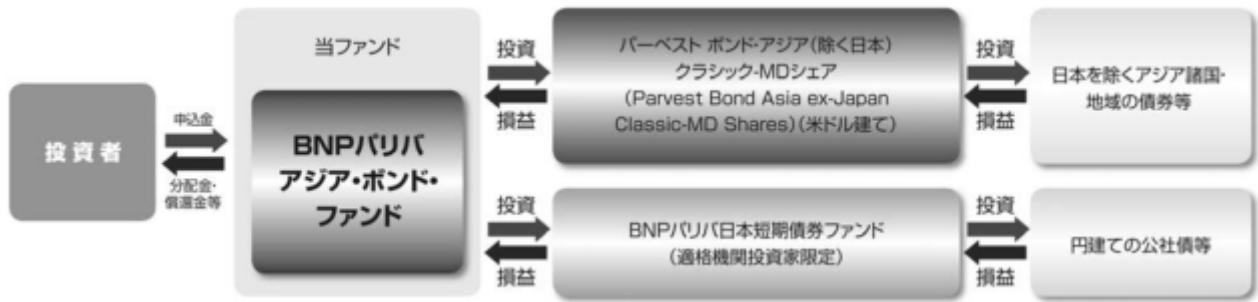 投資者
申込金
分配金・
償還金等
当ファンド
BNPパリバ
アジア・ボンド・
ファンド
投資
損益
パーベスト ボンド・アジア(除く日本)
クラシック-MDシェア
(Parvest Bond Asia ex-Japan
Classic-MD Shares)(米ドル建て)
投資
損益
日本を除くアジア諸国・
地域の債券等
投資
損益
BNPパリバ日本短期債券ファンド
(適格機関投資家限定)
投資
損益
円建ての公社債等